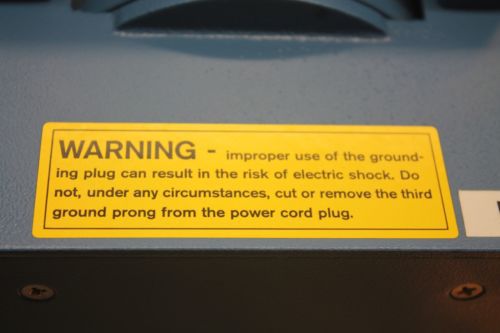 WARNING - improper use of the ground-
ing plug can result in the risk of electric shock. Do
not, under any circumstances, cut or remove the third
ground prong from the power cord plug.